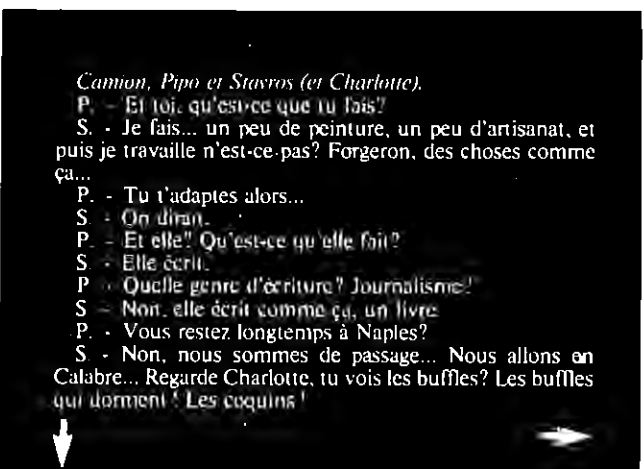 Camion, Pipo et Stavros (et Charlotte).
P. - Et toi, qu'est-ce que tu fais?
S. - Je fais... un peu de peinture, un peu d'artisanat, et
puis je travaille n'est-ce-pas? Forgeron, des choses comme
ça...
P. - Tu t'adaptes alors...
S. - On dirait.
P. - Et elle? Qu'est-ce qu'elle fait?
S. - Elle écrit.
P. - Quelle genre d'écriture? Journalisme?
S. - Non, elle écrit comme ça, un livre
P. - Vous restez longtemps à Naples?
S. - Non, nous sommes de passage... Nous allons en
Calabre... Regarde Charlotte, tu vois les buffles? Les buffles
qui dorment! Les coquins!